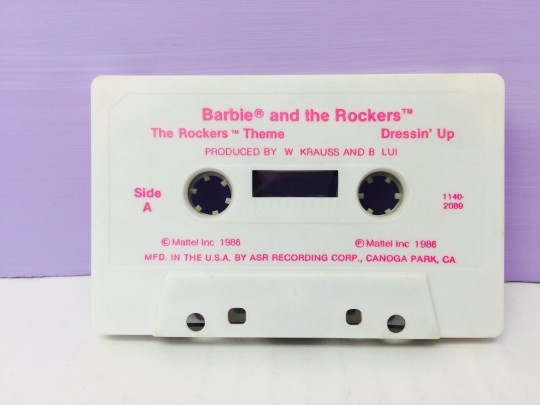 Barbie® and the Rockers™
The Rockers™ Theme Dressin' Up
PRODUCED BY W KRAUSS AND B LUI
Side
A
1140-
2689
© Mattel Inc 1986 ℗ Mattel Inc 1986
MFD. IN THE U.S.A. BY ASR RECORDING CORP., CANOGA PARK, CA